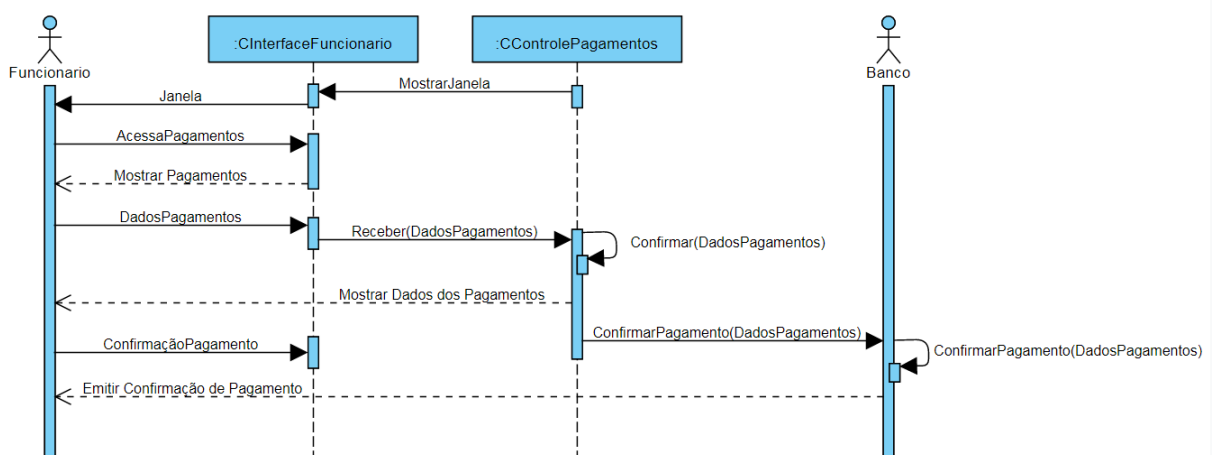 :CInterfaceFuncionario
:CControlePagamentos
Funcionario
Banco
MostrarJanela
Janela
AcessaPagamentos
Mostrar Pagamentos
DadosPagamentos
Receber(DadosPagamentos)
Confirmar(DadosPagamentos)
Mostrar Dados dos Pagamentos
ConfirmarPagamento(DadosPagamentos)
ConfirmaçãoPagamento
ConfirmarPagamento(DadosPagamentos)
Emitir Confirmação de Pagamento